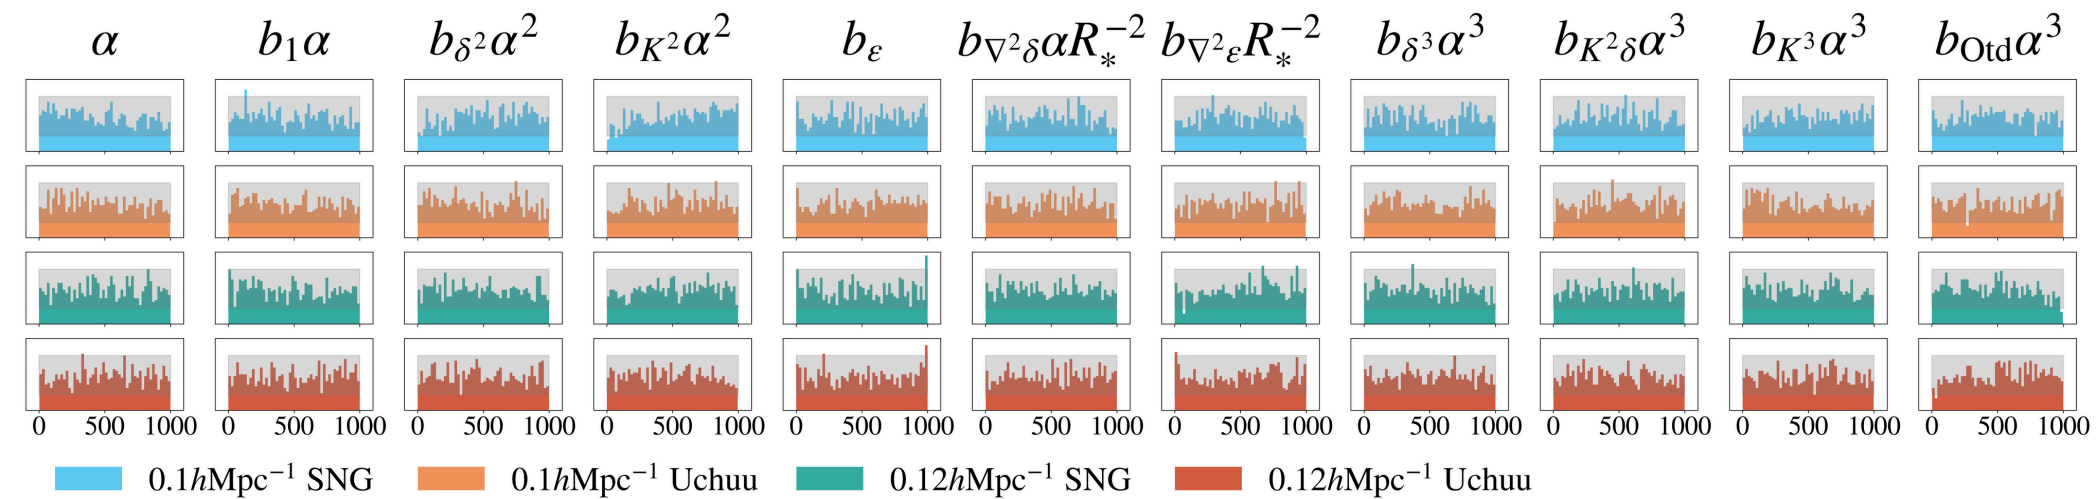 α b₁α b_{δ²}α² b_{K²}α² b_ε b_{∇²δ}αR_*^{-2} b_{∇²ε}R_*^{-2} b_{δ³}α³ b_{K²δ}α³ b_{K³}α³ b_{Otd}α³
0 500 1000 0 500 1000 0 500 1000 0 500 1000 0 500 1000 0 500 1000 0 500 1000 0 500 1000 0 500 1000 0 500 1000 0 500 1000
0.1hMpc⁻¹ SNG 0.1hMpc⁻¹ Uchuu 0.12hMpc⁻¹ SNG 0.12hMpc⁻¹ Uchuu